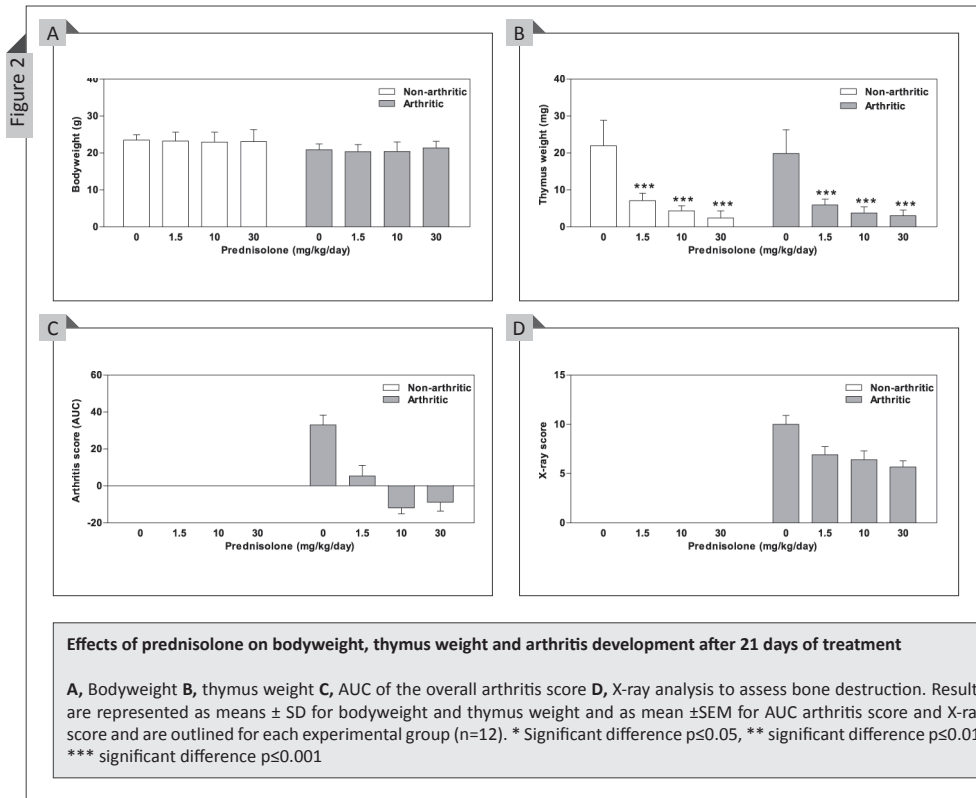 Figure 2
A
40
30
20
10
0
Bodyweight (g)
Non-arthritic
Arthritic
0 1.5 10 30 0 1.5 10 30
Prednisolone (mg/kg/day)
B
40
30
20
10
0
Thymus weight (mg)
Non-arthritic
Arthritic
*** *** *** *** *** ***
0 1.5 10 30 0 1.5 10 30
Prednisolone (mg/kg/day)
C
60
40
20
0
-20
Arthritis score (AUC)
Non-arthritic
Arthritic
0 1.5 10 30 0 1.5 10 30
Prednisolone (mg/kg/day)
D
15
10
5
0
X-ray score
Non-arthritic
Arthritic
0 1.5 10 30 0 1.5 10 30
Prednisolone (mg/kg/day)
Effects of prednisolone on bodyweight, thymus weight and arthritis development after 21 days of treatment
A, Bodyweight B, thymus weight C, AUC of the overall arthritis score D, X-ray analysis to assess bone destruction. Result
are represented as means ± SD for bodyweight and thymus weight and as mean ±SEM for AUC arthritis score and X-ra
score and are outlined for each experimental group (n=12). * Significant difference p≤0.05, ** significant difference p≤0.01
*** significant difference p≤0.001